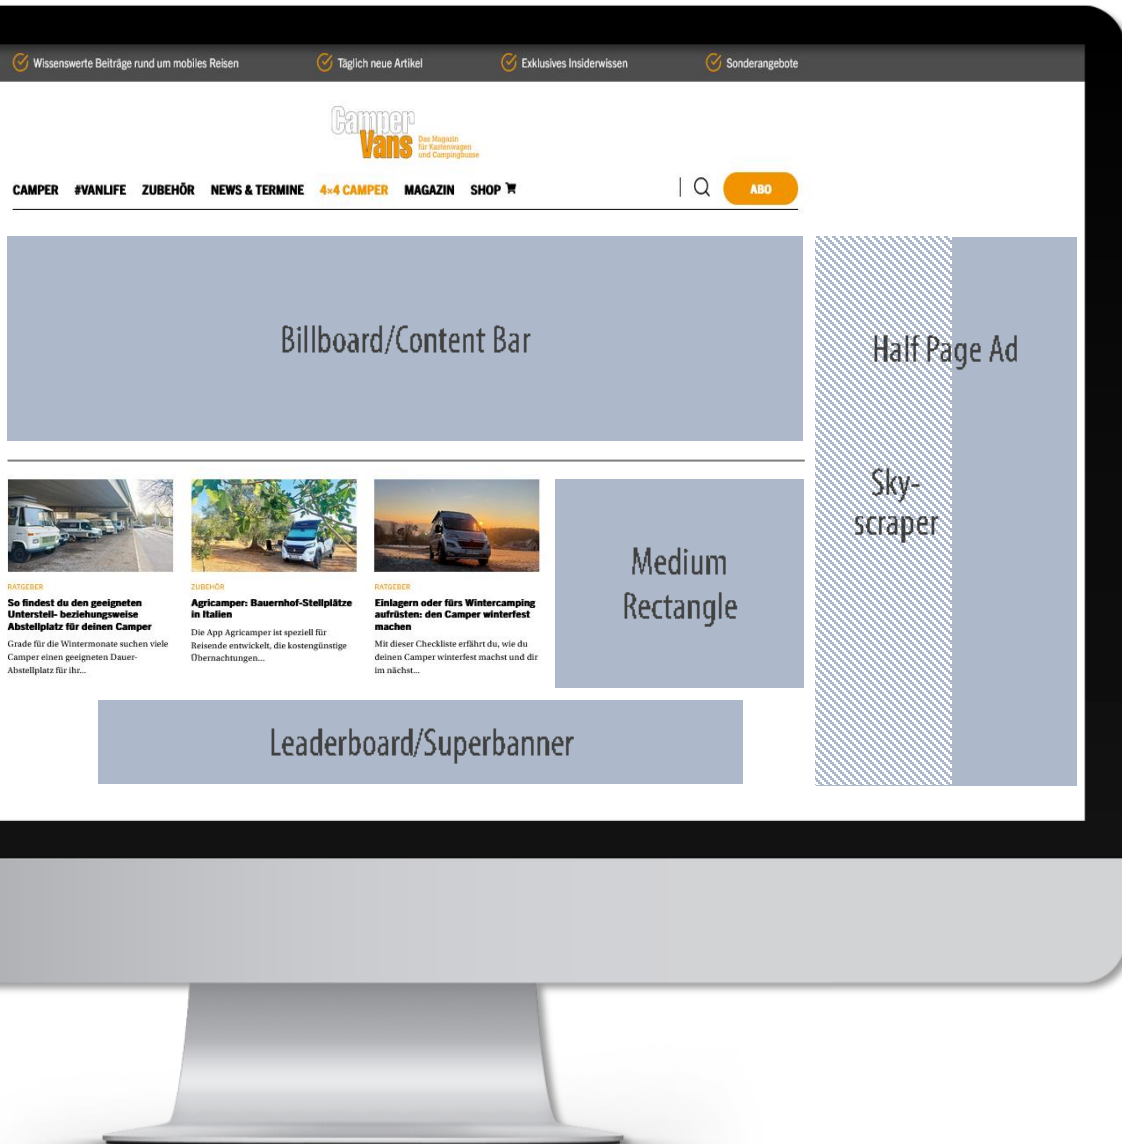 Wissenswerte Beiträge rund um mobiles Reisen
Täglich neue Artikel
Exklusives Insiderwissen
Sonderangebote
Camper
Vans
Das Magazin
für Kastenwagen
und Campingbusse
CAMPER #VANLIFE ZUBEHÖR NEWS & TERMINE 4×4 CAMPER MAGAZIN SHOP
ABO
Billboard/Content Bar
Half Page Ad
Sky-
scraper
RATGEBER
So findest du den geeigneten
Unterstell- beziehungsweise
Abstellplatz für deinen Camper
Grade für die Wintermonate suchen viele
Camper einen geeigneten Dauer-
Abstellplatz für ihr...
ZUBEHÖR
Agricamper: Bauernhof-Stellplätze
in Italien
Die App Agricamper ist speziell für
Reisende entwickelt, die kostengünstige
Übernachtungen...
RATGEBER
Einlagern oder fürs Wintercamping
aufrüsten: den Camper winterfest
machen
Mit dieser Checkliste erfährt du, wie du
deinen Camper winterfest machst und dir
im nächst...
Medium
Rectangle
Leaderboard/Superbanner